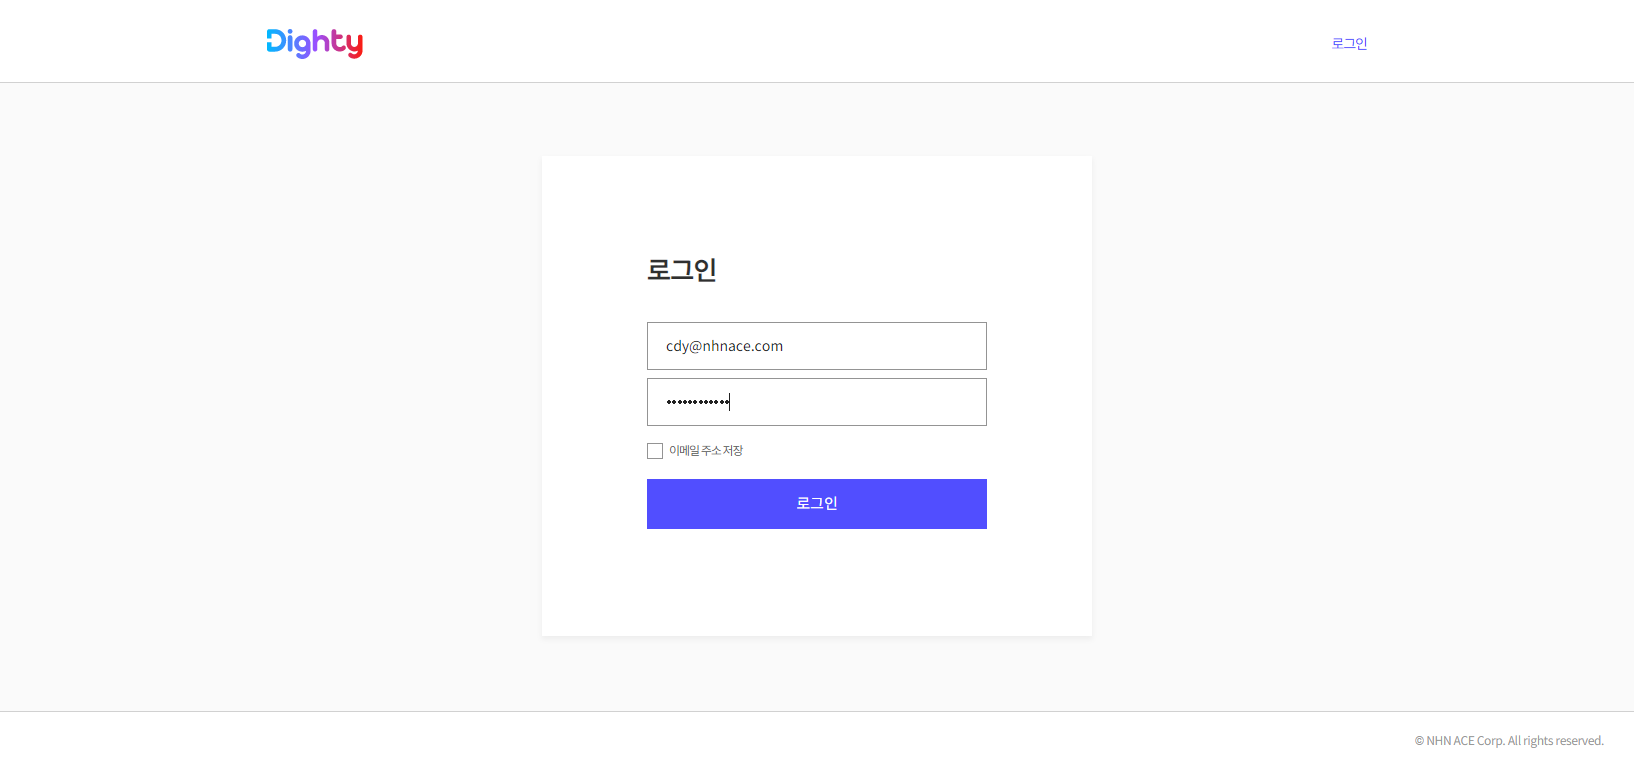 Dighty
로그인
로그인
cdy@nhnace.com
••••••••••••
이메일 주소 저장
로그인
© NHN ACE Corp. All rights reserved.